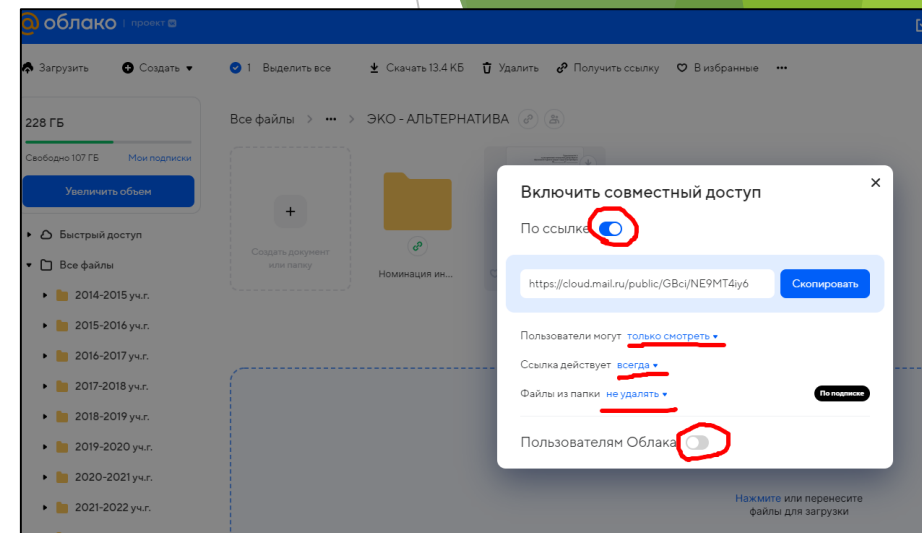 облако проект
Загрузить Создать 1 Выделить все Скачать 13.4 КБ Удалить Получить ссылку В избранные •••
228 ГБ
Свободно 107 ГБ Мои подписки
Увеличить объем
Быстрый доступ
Все файлы
2014-2015 уч.г.
2015-2016 уч.г.
2016-2017 уч.г.
2017-2018 уч.г.
2018-2019 уч.г.
2019-2020 уч.г.
2020-2021 уч.г.
2021-2022 уч.г.
Все файлы > ••• > ЭКО - АЛЬТЕРНАТИВА
+
Создать документ
или папку
Номинация ин...
Включить совместный доступ
По ссылке
https://cloud.mail.ru/public/GBci/NE9MT4iy6 Скопировать
Пользователи могут только смотреть
Ссылка действует всегда
Файлы из папки не удалять По подписке
Пользователям Облака
Нажмите или перенесите
файлы для загрузки